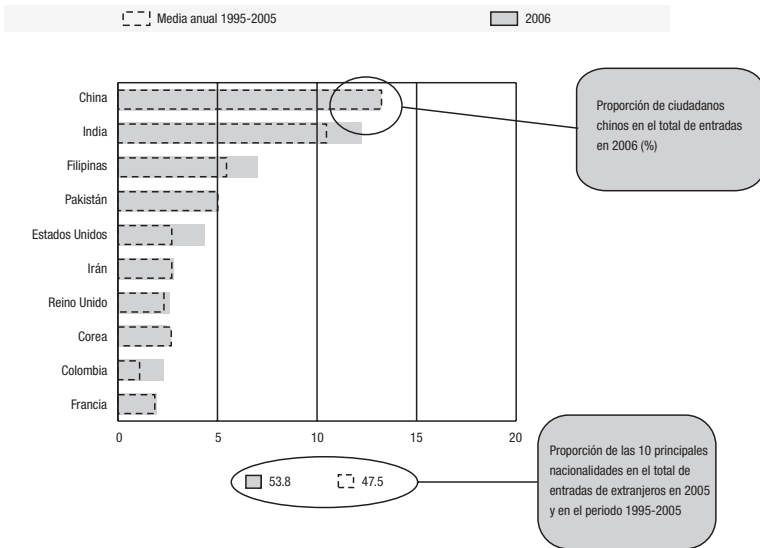 Media anual 1995-2005
2006
China
India
Filipinas
Pakistán
Estados Unidos
Irán
Reino Unido
Corea
Colombia
Francia
0 5 10 15 20
Proporción de ciudadanos
chinos en el total de entradas
en 2006 (%)
53.8 47.5
Proporción de las 10 principales
nacionalidades en el total de
entradas de extranjeros en 2005
y en el periodo 1995-2005